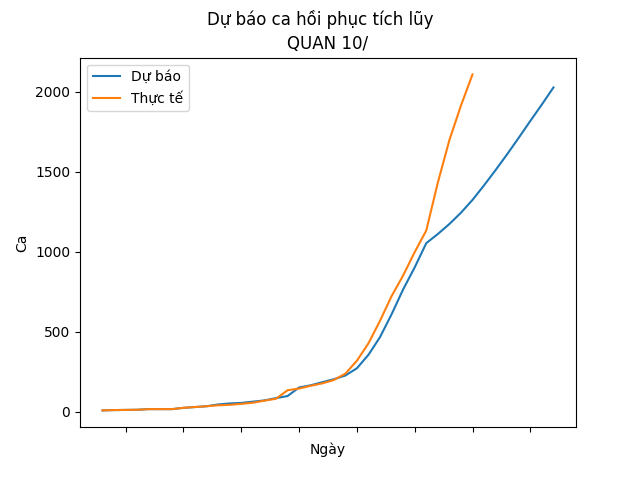 Dự báo ca hồi phục tích lũy
QUAN 10/
Dự báo
Thực tế
2000
1500
1000
500
0
Ca
Ngày